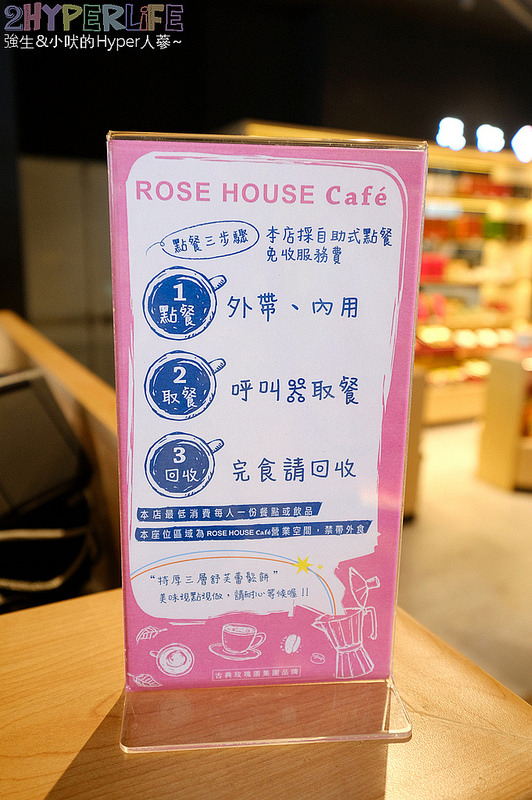 2HYPERLIFE
強生&小吠的Hyper人蔘~
ROSE HOUSE Café
點餐三步驟
本店採自助式點餐
免收服務費
1
點餐
外帶、內用
2
取餐
呼叫器取餐
3
回收
完食請回收
本店最低消費每人一份餐點或飲品
本座位區域為ROSE HOUSE Café營業空間，禁帶外食
“特厚三層舒芙蕾鬆餅”
美味現點現做，請耐心等候喔!!
古典玫瑰園集團品牌